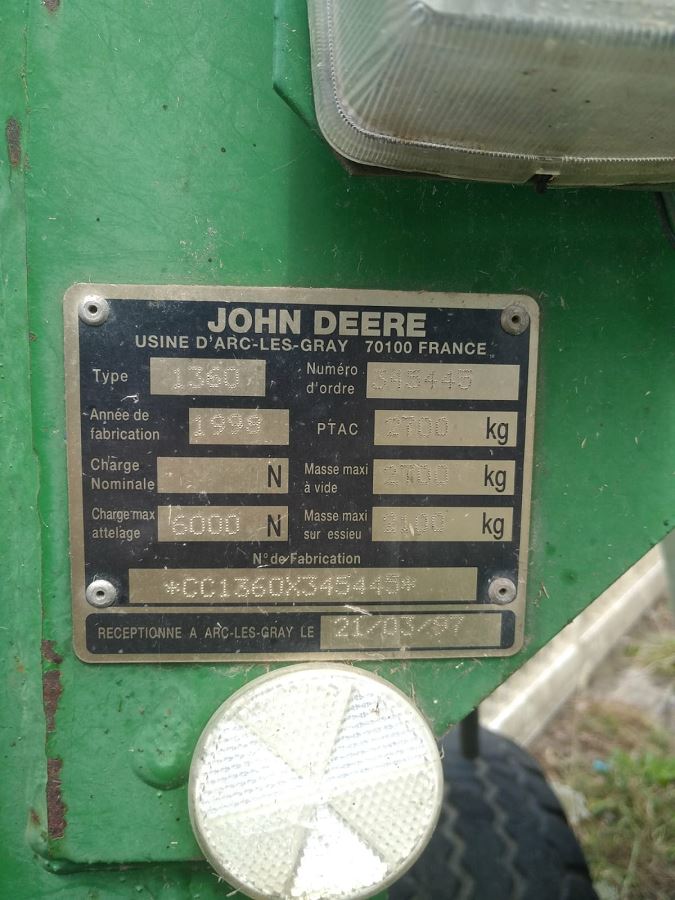 JOHN DEERE
USINE D'ARC-LES-GRAY 70100 FRANCE
Type 1360 Numéro d'ordre 345445
Année de fabrication 1998 PTAC 2700 kg
Charge Nominale N Masse maxi à vide 2700 kg
Charge max attelage 6000 N Masse maxi sur essieu 2100 kg
N° de Fabrication
*CC1360X345445*
RECEPTIONNE A ARC-LES-GRAY LE 21/03/97